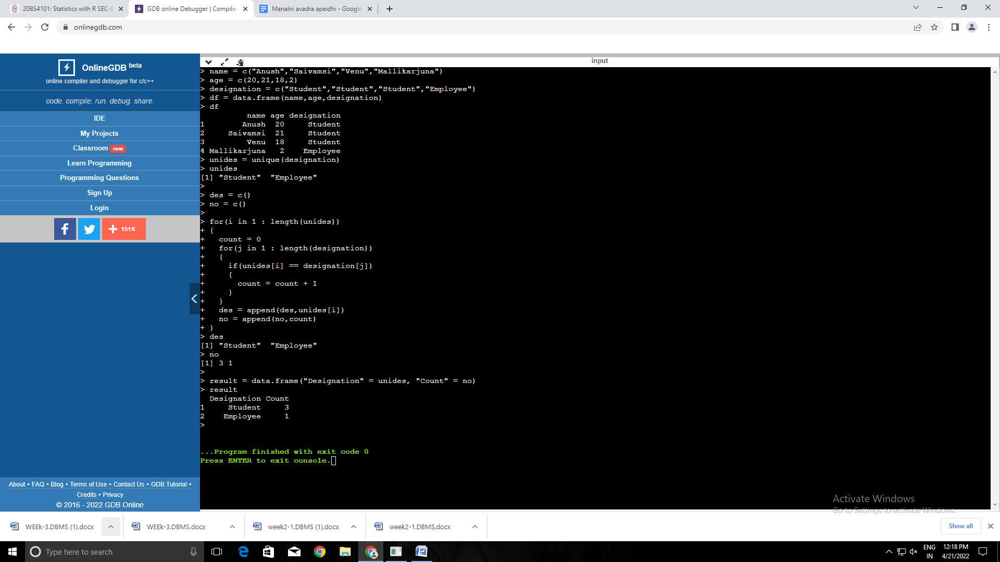 20BS4101: Statistics with R SEC-B
GDB online Debugger | Compiler
Manalni avadra apeidhi - Google
onlinegdb.com
OnlineGDB beta
online compiler and debugger for c/c++
code. compile. run. debug. share.
IDE
My Projects
Classroom new
Learn Programming
Programming Questions
Sign Up
Login
151K
About • FAQ • Blog • Terms of Use • Contact Us • GDB Tutorial •
Credits • Privacy
© 2016 - 2022 GDB Online
input
> name = c("Anush","Saivamsi","Venu","Mallikarjuna")
> age = c(20,21,18,2)
> designation = c("Student","Student","Student","Employee")
> df = data.frame(name,age,designation)
> df
          name age designation
1        Anush  20     Student
2     Saivamsi  21     Student
3         Venu  18     Student
4 Mallikarjuna   2    Employee
> unides = unique(designation)
> unides
[1] "Student"  "Employee"
>
> des = c()
> no = c()
>
> for(i in 1 : length(unides))
+ {
+   count = 0
+   for(j in 1 : length(designation))
+   {
+     if(unides[i] == designation[j])
+     {
+       count = count + 1
+     }
+   }
+   des = append(des,unides[i])
+   no = append(no,count)
+ }
> des
[1] "Student"  "Employee"
> no
[1] 3 1
>
> result = data.frame("Designation" = unides, "Count" = no)
> result
  Designation Count
1     Student     3
2    Employee     1
>
...Program finished with exit code 0
Press ENTER to exit console.
Activate Windows
Go to Settings to activate Windows.
WEEk-3.DBMS (1).docx
WEEk-3.DBMS.docx
week2-1.DBMS (1).docx
week2-1.DBMS.docx
Show all
Type here to search
ENG
IN
12:18 PM
4/21/2022